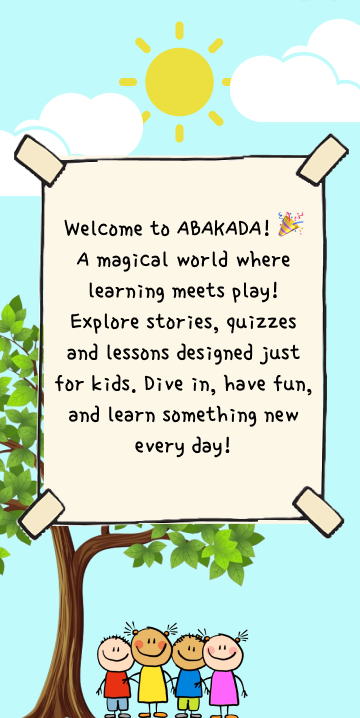 Welcome to ABAKADA! 🎉
A magical world where
learning meets play!
Explore stories, quizzes
and lessons designed just
for kids. Dive in, have fun,
and learn something new
every day!